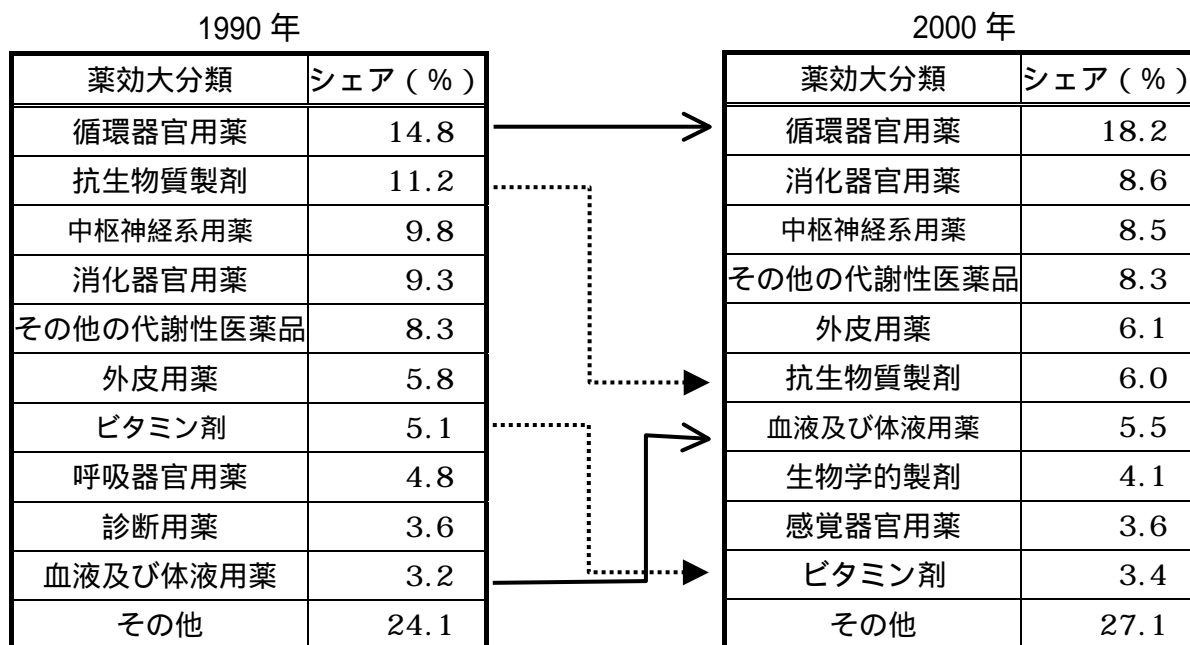 1990 年
薬効大分類 シェア ( % )
循環器官用薬 14.8
抗生物質製剤 11.2
中枢神経系用薬 9.8
消化器官用薬 9.3
その他の代謝性医薬品 8.3
外皮用薬 5.8
ビタミン剤 5.1
呼吸器官用薬 4.8
診断用薬 3.6
血液及び体液用薬 3.2
その他 24.1
2000 年
薬効大分類 シェア ( % )
循環器官用薬 18.2
消化器官用薬 8.6
中枢神経系用薬 8.5
その他の代謝性医薬品 8.3
外皮用薬 6.1
抗生物質製剤 6.0
血液及び体液用薬 5.5
生物学的製剤 4.1
感覚器官用薬 3.6
ビタミン剤 3.4
その他 27.1